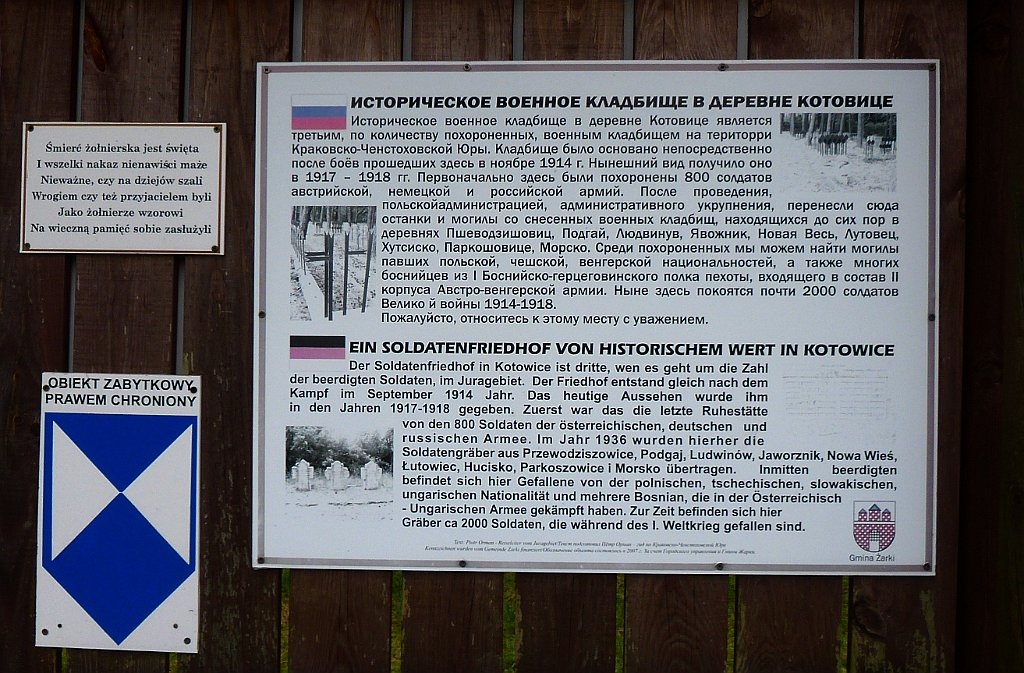 Śmierć żołnierska jest święta
I wszelki nakaz nienawiści maże
Nieważne, czy na dziejów szali
Wrogiem czy też przyjacielem byli
Jako żołnierze wzorowi
Na wieczną pamięć sobie zasłużyli
OBIEKT ZABYTKOWY
PRAWEM CHRONIONY
ИСТОРИЧЕСКОЕ ВОЕННОЕ КЛАДБИЩЕ В ДЕРЕВНЕ КОТОВИЦЕ
Историческое военное кладбище в деревне Котовице является
третьим, по количеству похороненных, военным кладбищем на територри
Краковско-Ченстоховской Юры. Кладбище было основано непосредственно
после боёв прошедших здесь в ноябре 1914 г. Нынешний вид получило оно
в 1917 – 1918 гг. Первоначально здесь были похоронены 800 солдатов
австрийской, немецкой и российской армий. После проведения,
польскойадминистрацией, административного укрупнения, перенесли сюда
останки и могилы со снесенных военных кладбищ, находящихся до сих пор в
деревнях Пшеводзишовиц, Подгай, Людвинув, Явожник, Новая Весь, Лутовец,
Хутсиско, Паркошовице, Морско. Среди похороненных мы можем найти могилы
павших польской, чешской, венгерской национальностей, а также многих
боснийцев из I Боснийско-герцеговинского полка пехоты, входящего в состав II
корпуса Австро-венгерской армии. Ныне здесь покоятся почти 2000 солдатов
Велико й войны 1914-1918.
Пожалуйсто, относитесь к этому месту с уважением.
EIN SOLDATENFRIEDHOF VON HISTORISCHEM WERT IN KOTOWICE
Der Soldatenfriedhof in Kotowice ist dritte, wen es geht um die Zahl
der beerdigten Soldaten, im Juragebiet. Der Friedhof entstand gleich nach dem
Kampf im September 1914 Jahr. Das heutige Aussehen wurde ihm
in den Jahren 1917-1918 gegeben. Zuerst war das die letzte Ruhestätte
von den 800 Soldaten der österreichischen, deutschen und
russischen Armee. Im Jahr 1936 wurden hierher die
Soldatengräber aus Przewodziszowice, Podgaj, Ludwinów, Jaworznik, Nowa Wieś,
Łutowiec, Hucisko, Parkoszowice i Morsko übertragen. Inmitten beerdigten
befindet sich hier Gefallene von der polnischen, tschechischen, slowakischen,
ungarischen Nationalität und mehrere Bosnian, die in der Österreichisch
- Ungarischen Armee gekämpft haben. Zur Zeit befinden sich hier
Gräber ca 2000 Soldaten, die während des I. Weltkrieg gefallen sind.
Gmina Żarki